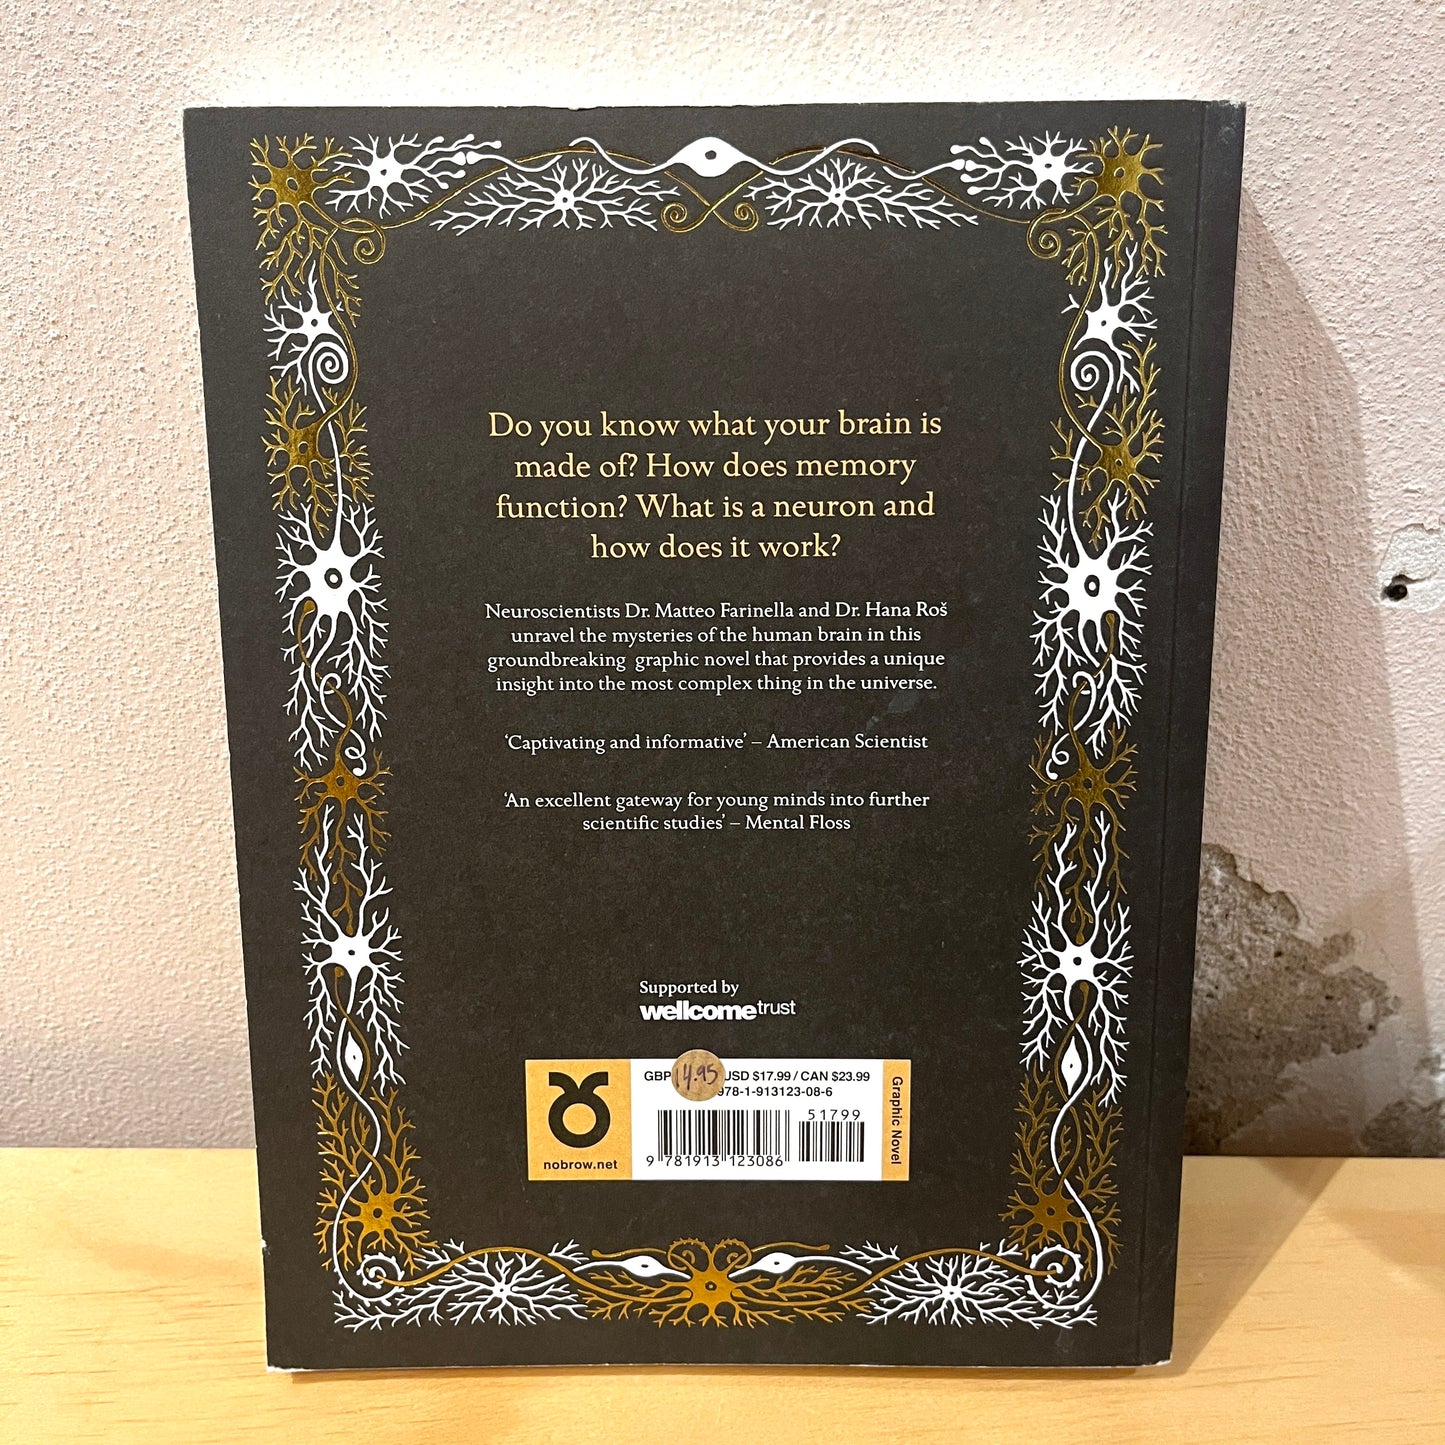 Do you know what your brain is
made of? How does memory
function? What is a neuron and
how does it work?
Neuroscientists Dr. Matteo Farinella and Dr. Hana Roš
unravel the mysteries of the human brain in this
groundbreaking graphic novel that provides a unique
insight into the most complex thing in the universe.
‘Captivating and informative’ – American Scientist
‘An excellent gateway for young minds into further
scientific studies’ – Mental Floss
Supported by
wellcometrust
GBP 14.95 USD $17.99 / CAN $23.99
978-1-913123-08-6
51799
9 781913 123086
nobrow.net
Graphic Novel